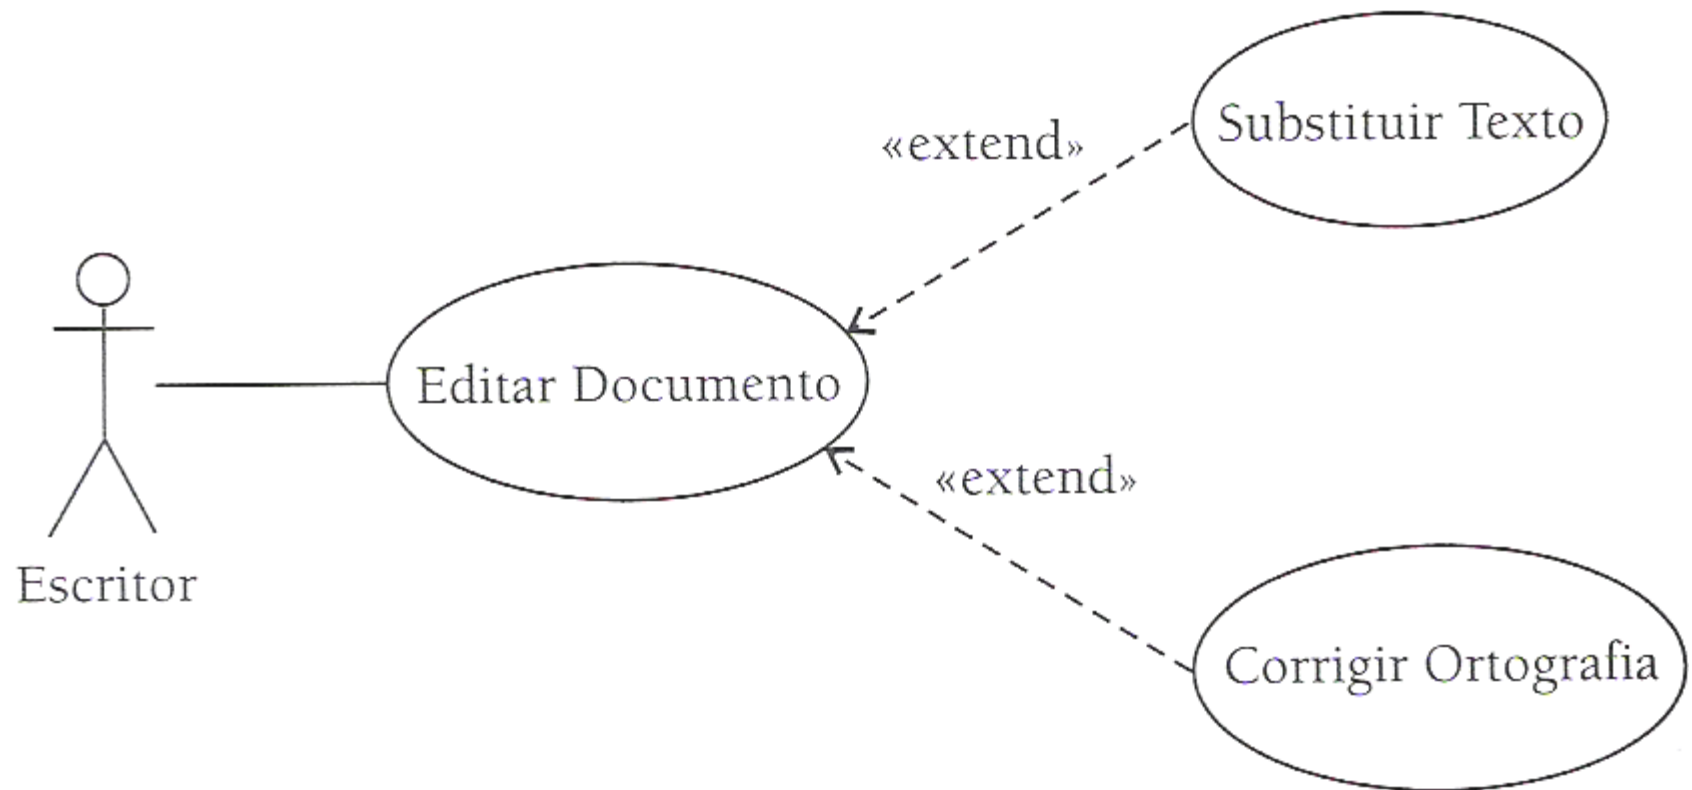 Substituir Texto
«extend»
Editar Documento
«extend»
Escritor
Corrigir Ortografia